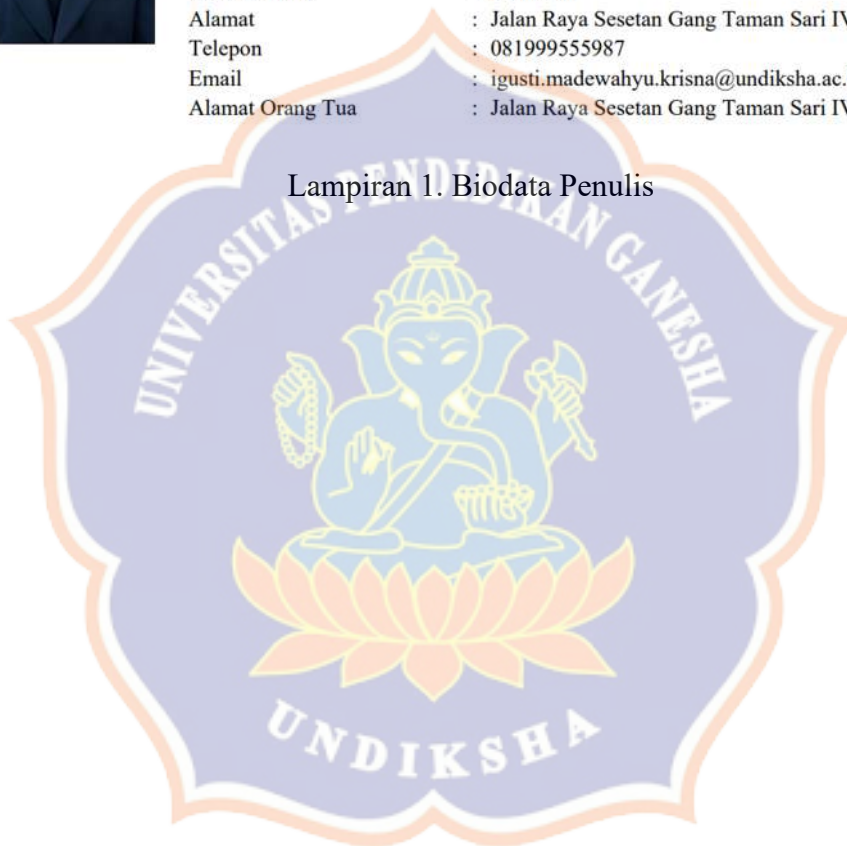 Alamat : Jalan Raya Sesetan Gang Taman Sari IV
Telepon : 081999555987
Email : igusti.madewahyu.krisna@undiksha.ac.
Alamat Orang Tua : Jalan Raya Sesetan Gang Taman Sari IV
Lampiran 1. Biodata Penulis
UNIVERSITAS PENDIDIKAN GANESHA
UNDIKSHA